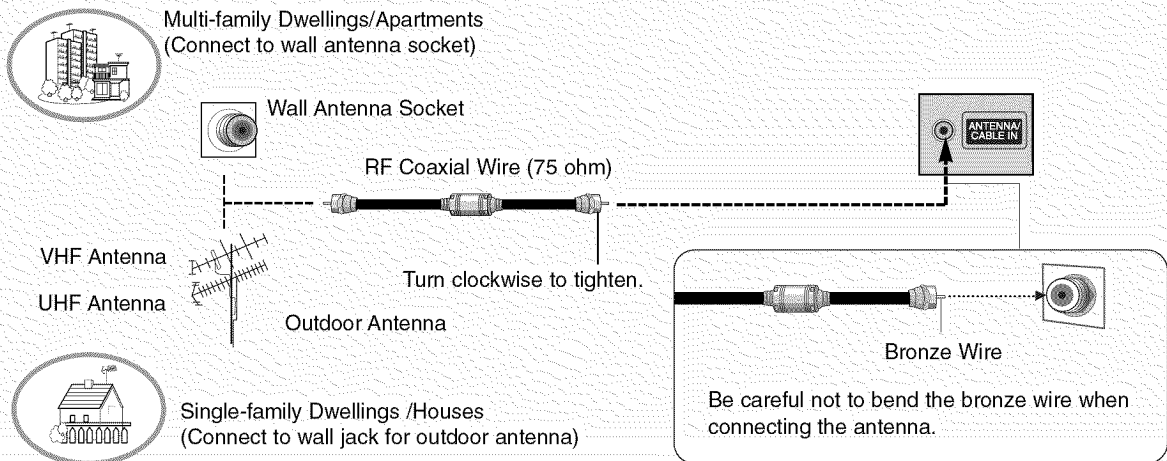 Multi-family Dwellings/Apartments
(Connect to wall antenna socket)
Wall Antenna Socket
RF Coaxial Wire (75 ohm)
ANTENNA/
CABLE IN
VHF Antenna
UHF Antenna
Turn clockwise to tighten.
Outdoor Antenna
Bronze Wire
Be careful not to bend the bronze wire when
connecting the antenna.
Single-family Dwellings /Houses
(Connect to wall jack for outdoor antenna)